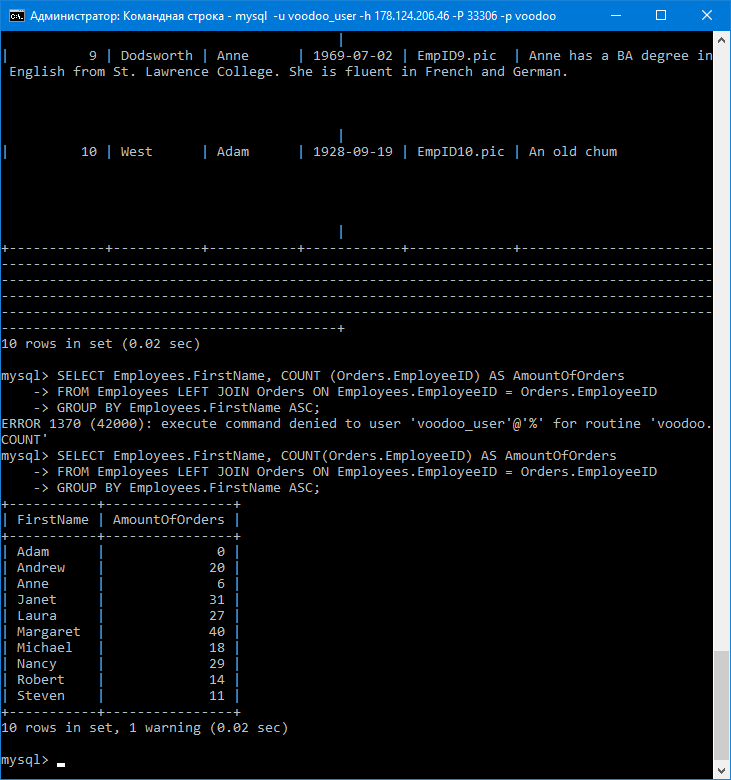 Администратор: Командная строка - mysql -u voodoo_user -h 178.124.206.46 -P 33306 -p voodoo
|
| 9 | Dodsworth | Anne | 1969-07-02 | EmpID9.pic | Anne has a BA degree in
English from St. Lawrence College. She is fluent in French and German.
|
| 10 | West | Adam | 1928-09-19 | EmpID10.pic | An old chum
|
+------------+-----------+-----------+------------+-------------+------------------------
-----------------------------------------------------------------------------------------
-----------------------------------------------------------------------------------------
-----------------------------------------------------------------------------------------
-----------------------------------------------------------------------------------------
------------------------------------------+
10 rows in set (0.02 sec)
mysql> SELECT Employees.FirstName, COUNT (Orders.EmployeeID) AS AmountOfOrders
-> FROM Employees LEFT JOIN Orders ON Employees.EmployeeID = Orders.EmployeeID
-> GROUP BY Employees.FirstName ASC;
ERROR 1370 (42000): execute command denied to user 'voodoo_user'@'%' for routine 'voodoo.
COUNT'
mysql> SELECT Employees.FirstName, COUNT(Orders.EmployeeID) AS AmountOfOrders
-> FROM Employees LEFT JOIN Orders ON Employees.EmployeeID = Orders.EmployeeID
-> GROUP BY Employees.FirstName ASC;
+-----------+----------------+
| FirstName | AmountOfOrders |
+-----------+----------------+
| Adam | 0 |
| Andrew | 20 |
| Anne | 6 |
| Janet | 31 |
| Laura | 27 |
| Margaret | 40 |
| Michael | 18 |
| Nancy | 29 |
| Robert | 14 |
| Steven | 11 |
+-----------+----------------+
10 rows in set, 1 warning (0.02 sec)
mysql>